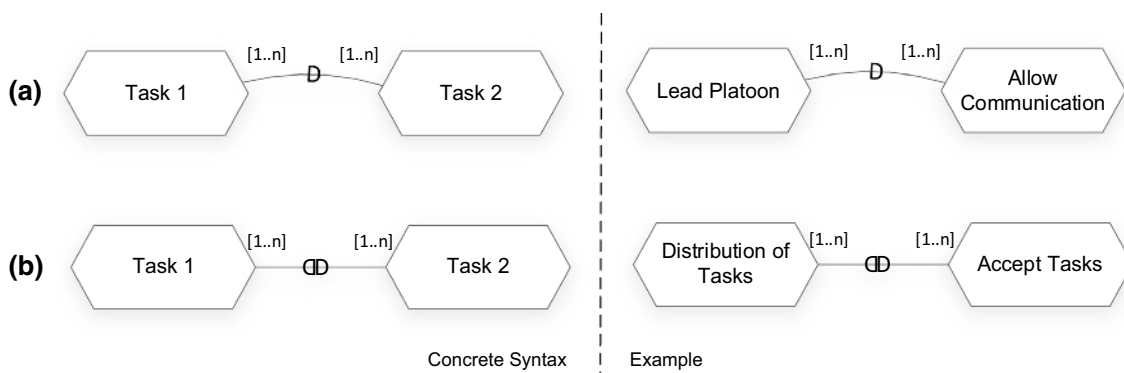 [1..n] [1..n] [1..n] [1..n]
(a) Task 1 D Task 2 Lead Platoon D Allow
Communication
[1..n] [1..n] [1..n] [1..n]
(b) Task 1 D D Task 2 Distribution of
Tasks D D Accept Tasks
Concrete Syntax Example